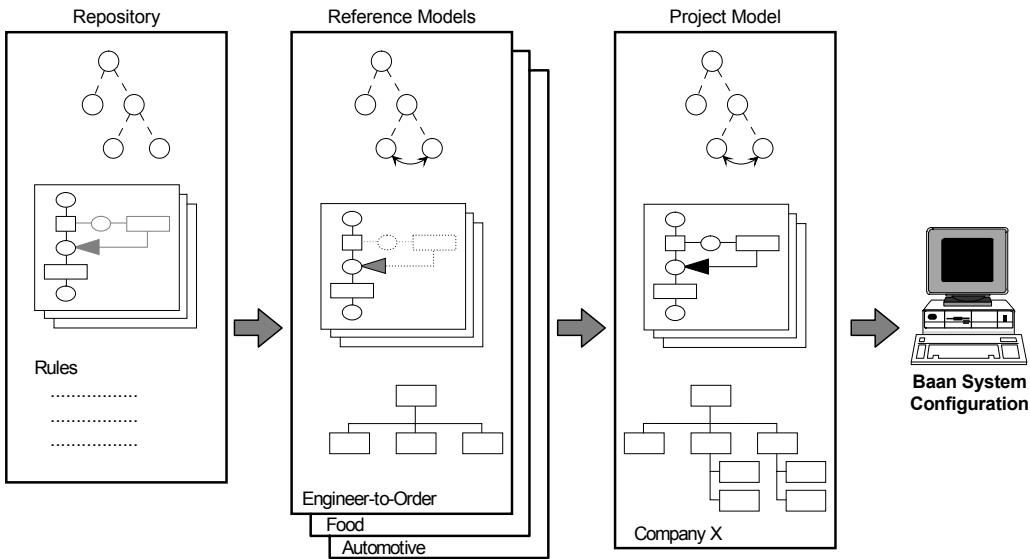 Repository
Reference Models
Project Model
Rules
Engineer-to-Order
Food
Automotive
Company X
Baan System
Configuration